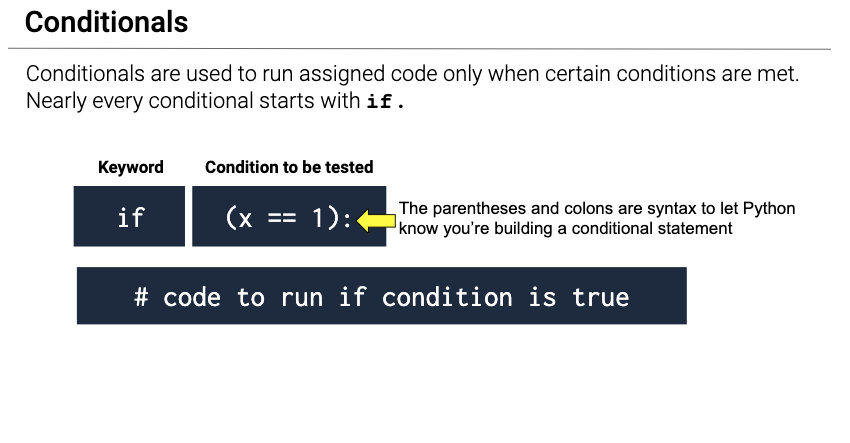 Conditionals
Conditionals are used to run assigned code only when certain conditions are met.
Nearly every conditional starts with if.
Keyword
Condition to be tested
if
(x == 1):
The parentheses and colons are syntax to let Python
know you’re building a conditional statement
# code to run if condition is true